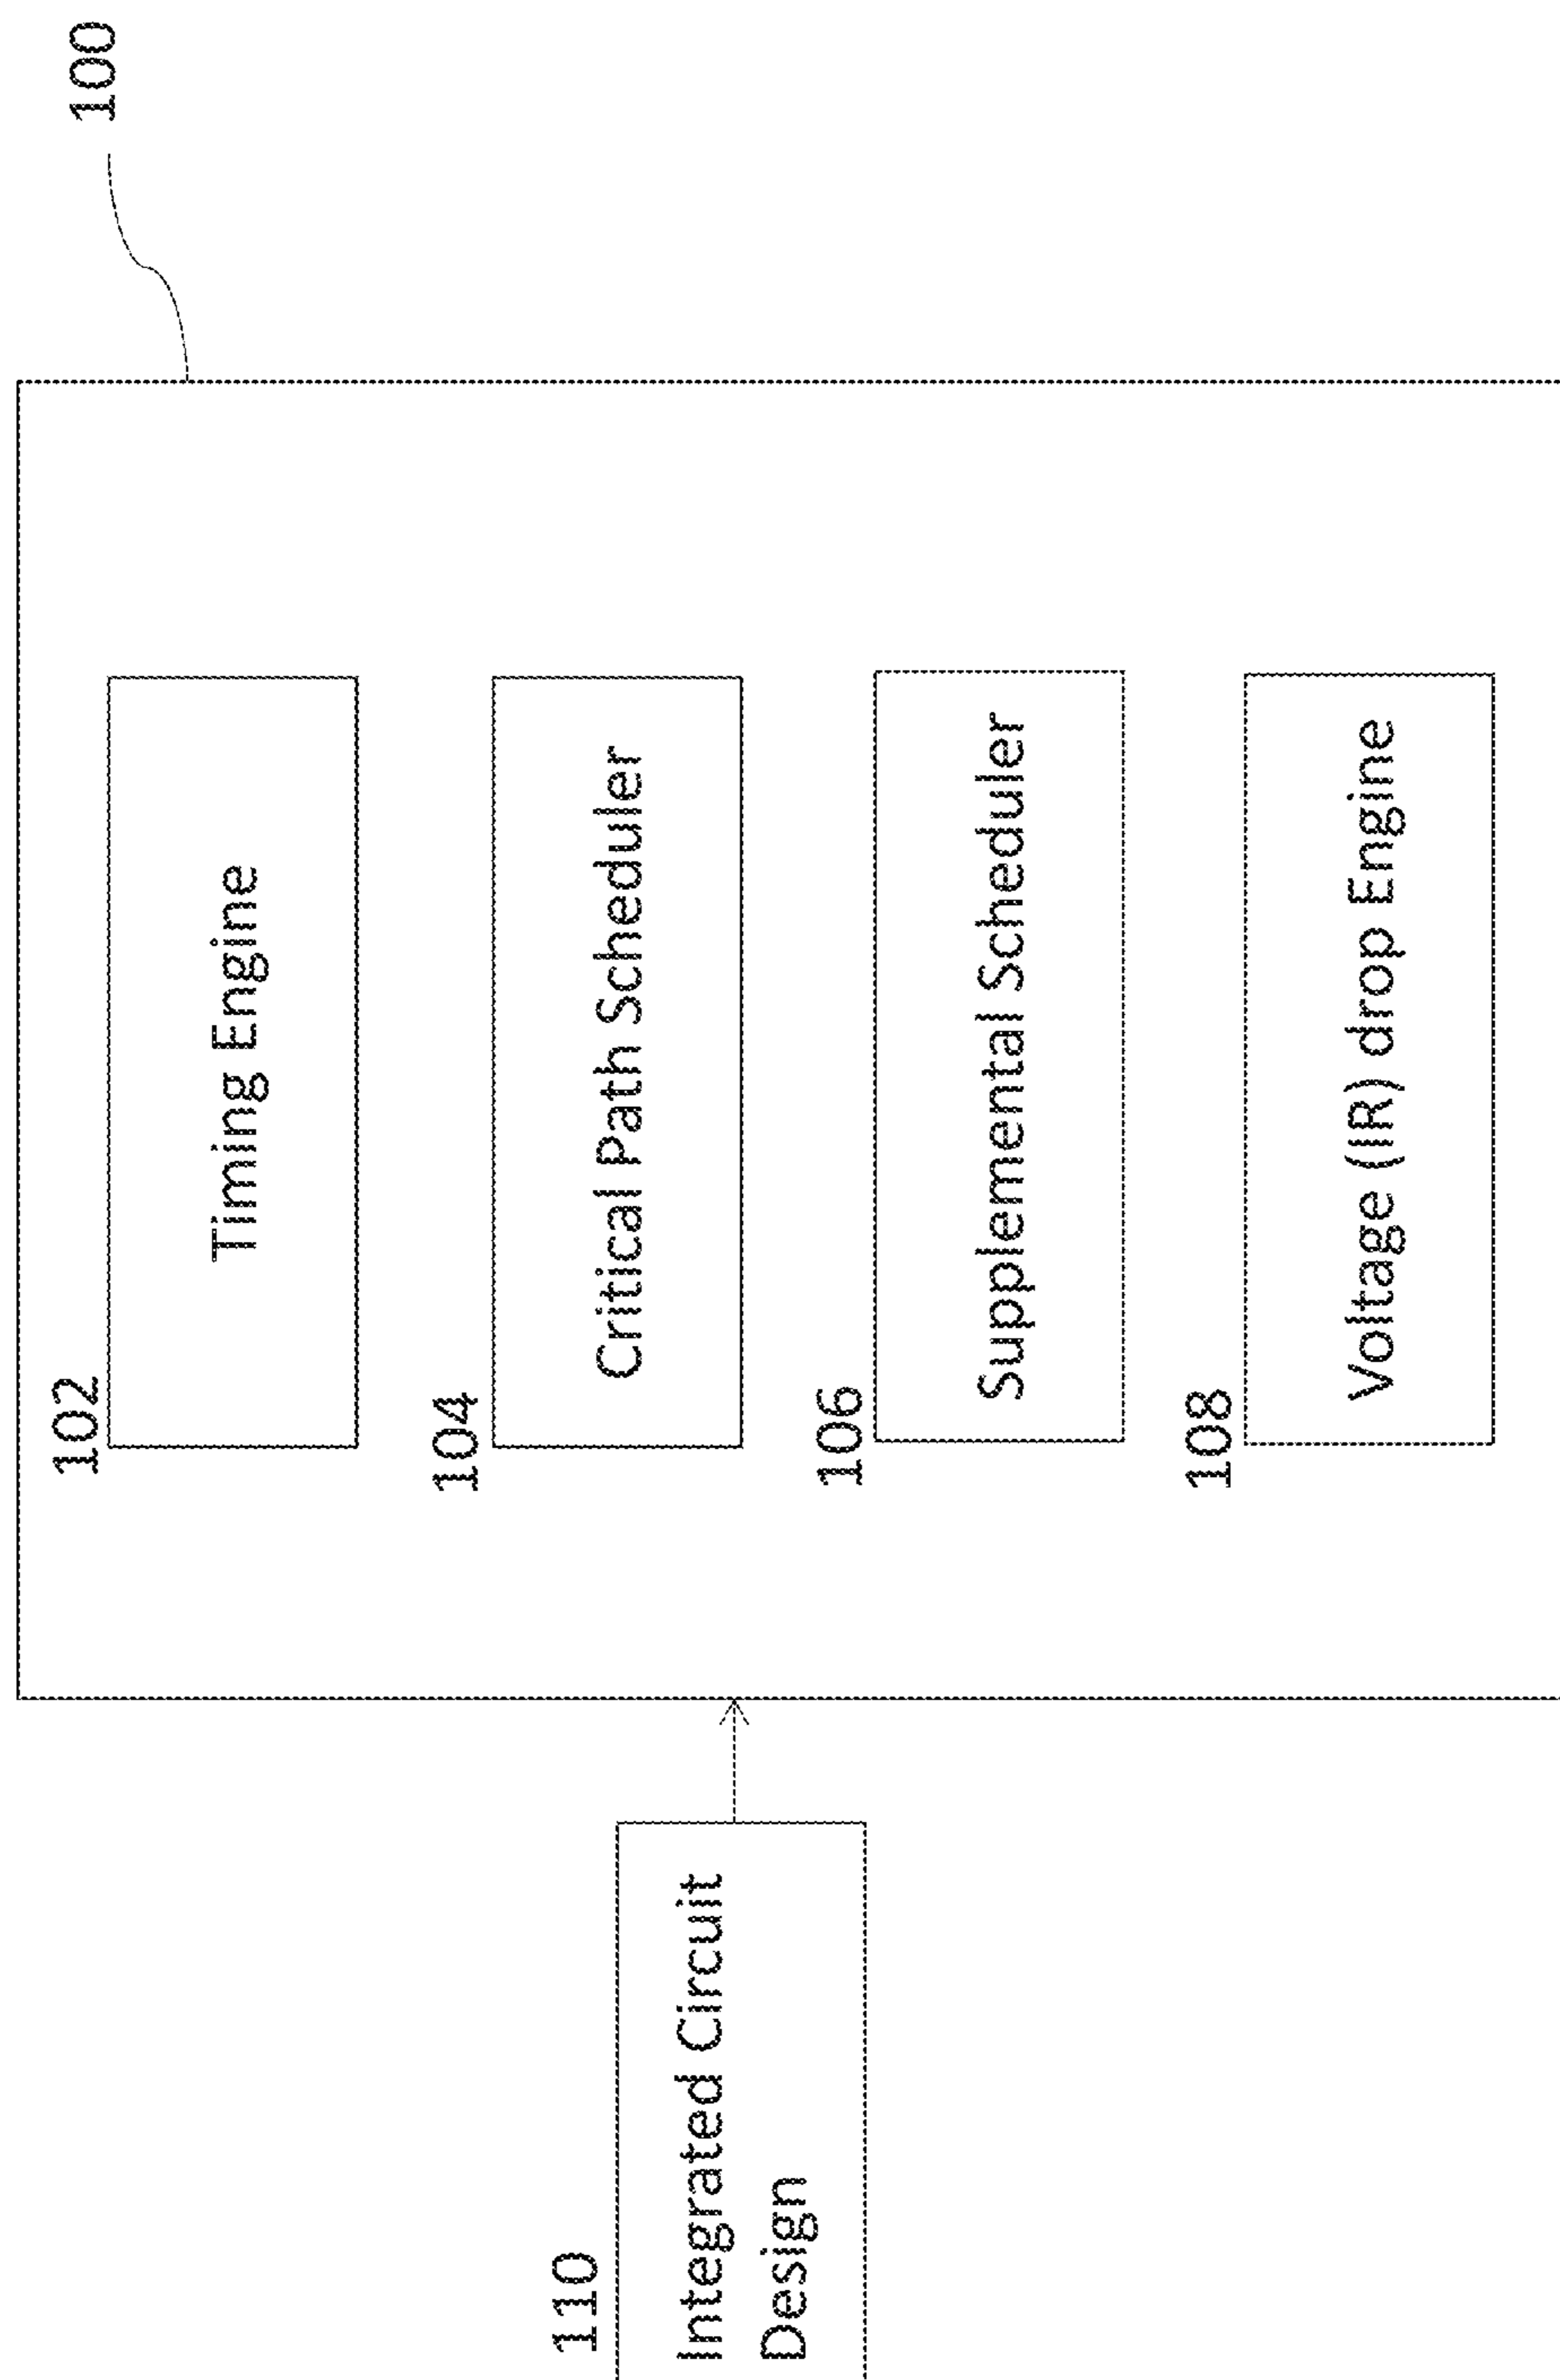 100
102
Timing Engine
104
Critical Path Scheduler
106
Supplemental Scheduler
108
Voltage (IR) drop Engine
110
Integrated Circuit
Design